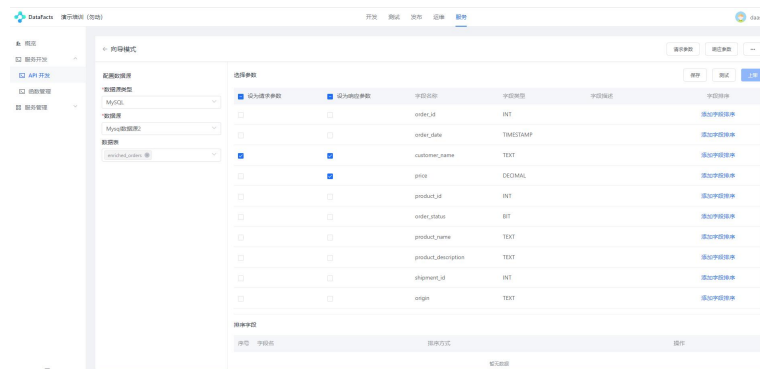 DataFacts 演示培训 (勿动) 开发 测试 发布 运维 服务
概览
服务开发
API 开发
函数管理
服务管理
← 向导模式 请求参数 响应参数 ...
配置数据源
*数据源类型
MySQL
*数据源
Mysql数据源2
数据表
enriched_orders
选择参数 保存 测试
设为请求参数 设为响应参数 字段名称 字段类型 字段描述 字段排序
order_id INT 添加字段排序
order_date TIMESTAMP 添加字段排序
customer_name TEXT 添加字段排序
price DECIMAL 添加字段排序
product_id INT 添加字段排序
order_status BIT 添加字段排序
product_name TEXT 添加字段排序
product_description TEXT 添加字段排序
shipment_id INT 添加字段排序
origin TEXT 添加字段排序
排序字段
序号 字段名 排序方式 操作
暂无数据